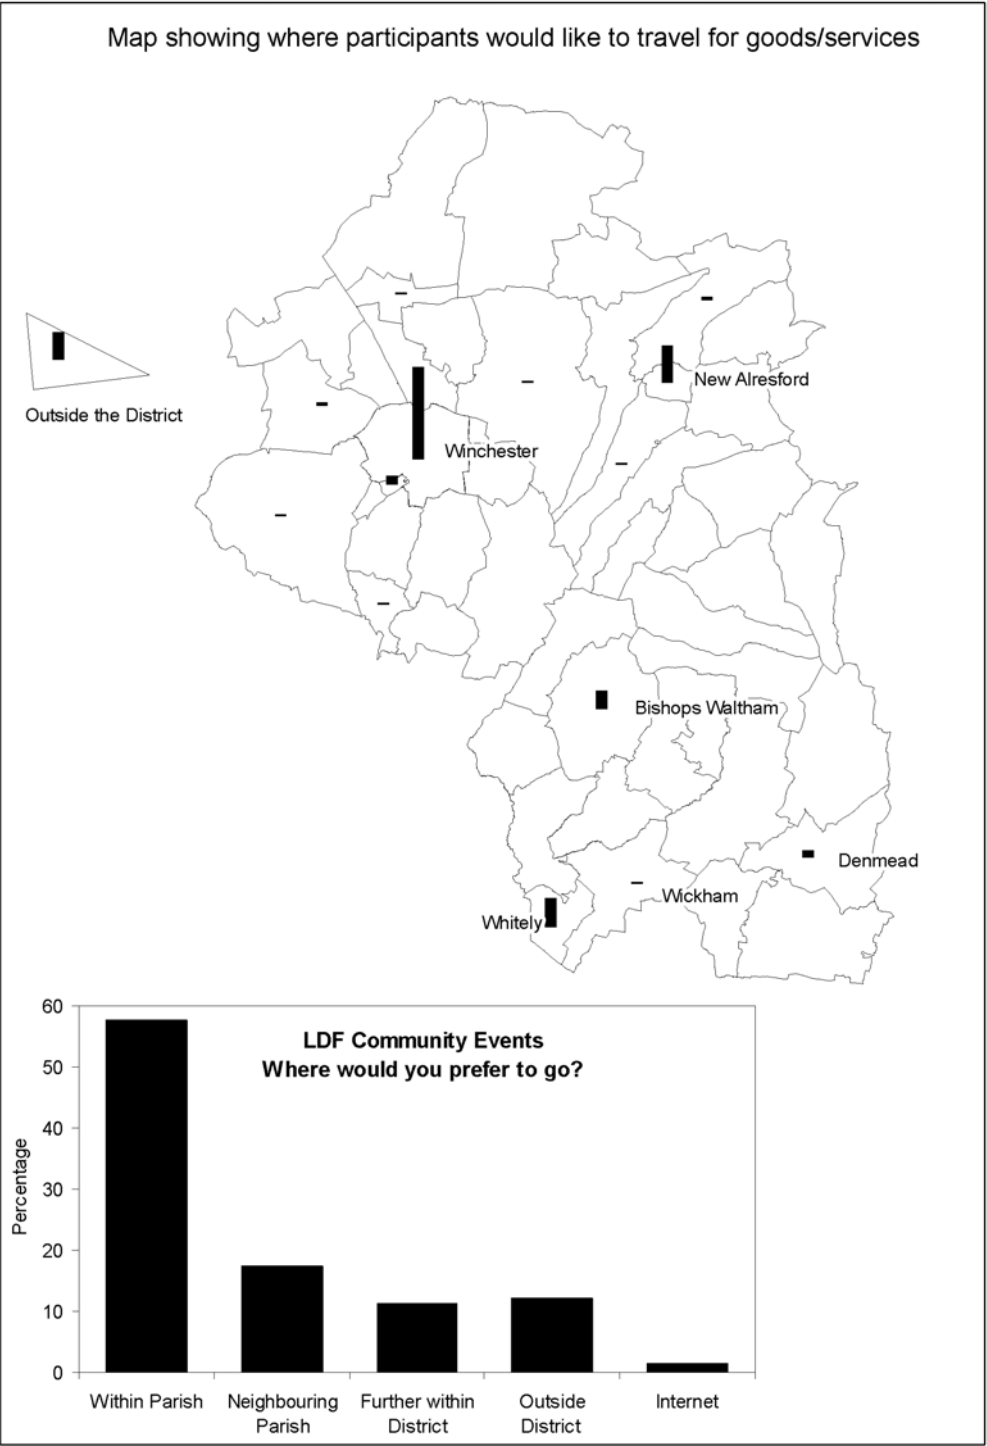 Map showing where participants would like to travel for goods/services
New Alresford
Outside the District
Winchester
Bishops Waltham
Denmead
Wickham
Whitely
LDF Community Events
Where would you prefer to go?
Percentage
60
50
40
30
20
10
0
Within Parish
Neighbouring
Parish
Further within
District
Outside
District
Internet